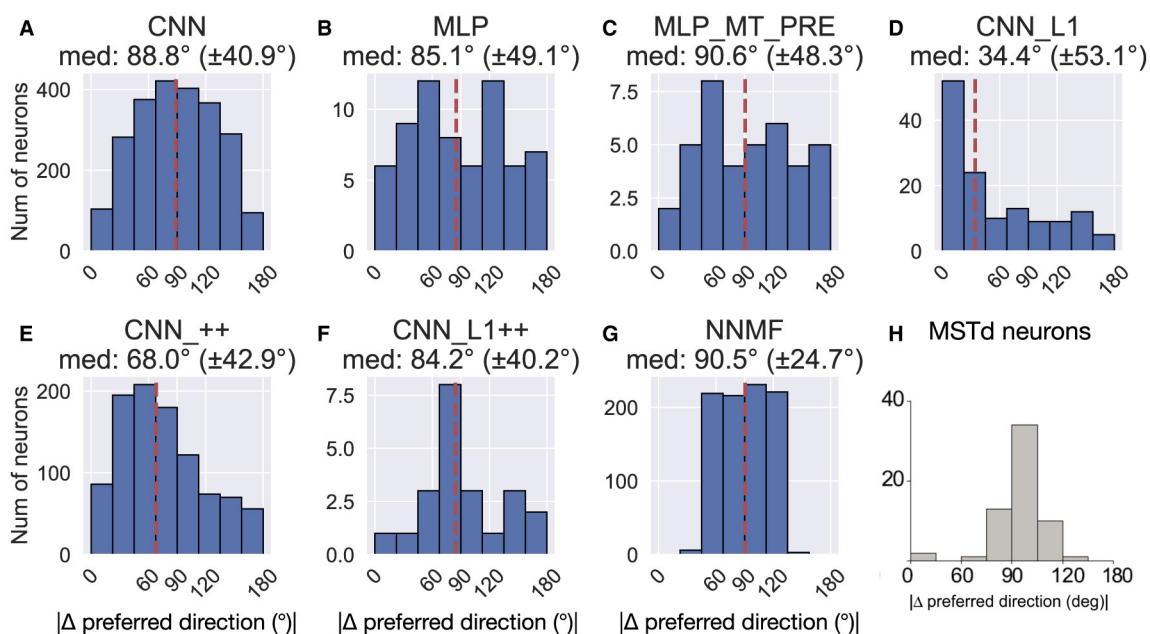 A CNN
med: 88.8° (±40.9°)
Num of neurons
400
200
0
0 60 90 120 180
B MLP
med: 85.1° (±49.1°)
10
5
0
0 60 90 120 180
C MLP_MT_PRE
med: 90.6° (±48.3°)
7.5
5.0
2.5
0.0
0 60 90 120 180
D CNN_L1
med: 34.4° (±53.1°)
40
20
0
0 60 90 120 180
E CNN_++
med: 68.0° (±42.9°)
Num of neurons
200
100
0
0 60 90 120 180
|Δ preferred direction (°)|
F CNN_L1++
med: 84.2° (±40.2°)
7.5
5.0
2.5
0.0
0 60 90 120 180
|Δ preferred direction (°)|
G NNMF
med: 90.5° (±24.7°)
200
100
0
0 60 90 120 180
|Δ preferred direction (°)|
H MSTd neurons
40
20
0 60 90 120 180
|Δ preferred direction (deg)|